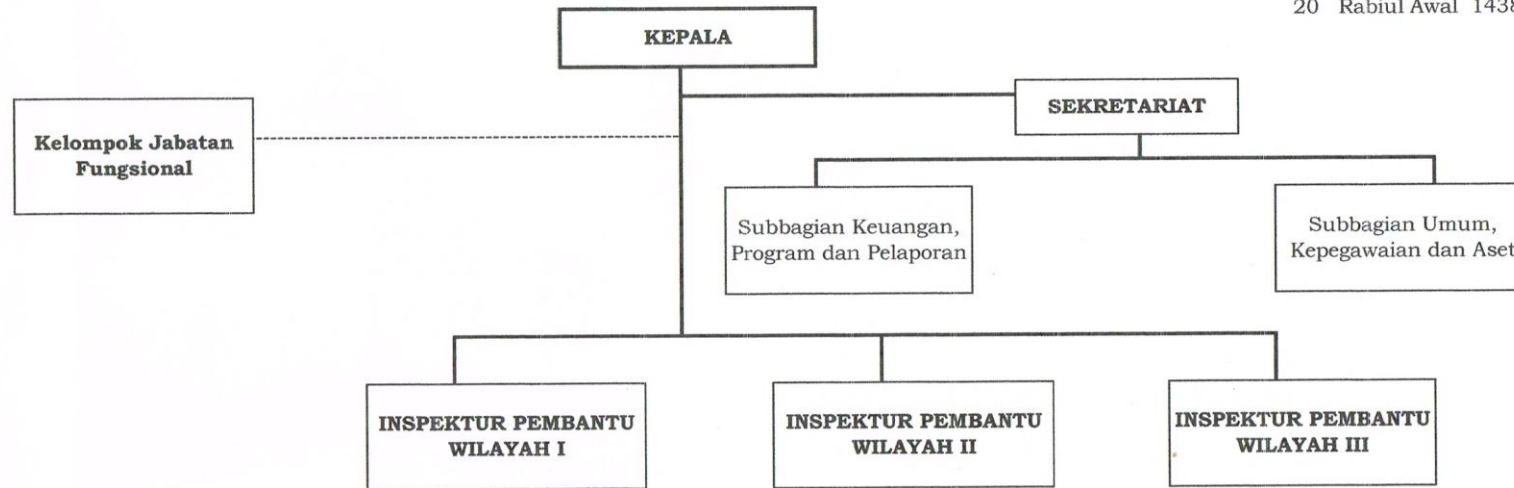 20 Rabiul Awal 1438
KEPALA
SEKRETARIAT
Kelompok Jabatan
Fungsional
Subbagian Keuangan,
Program dan Pelaporan
Subbagian Umum,
Kepegawaian dan Aset
INSPEKTUR PEMBANTU
WILAYAH I
INSPEKTUR PEMBANTU
WILAYAH II
INSPEKTUR PEMBANTU
WILAYAH III